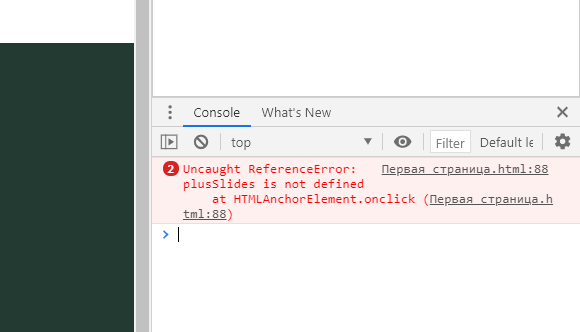 Console What's New
top Filter Default le
2 Uncaught ReferenceError: Первая страница.html:88
plusSlides is not defined
at HTMLAnchorElement.onclick (Первая страница.h
tml:88)